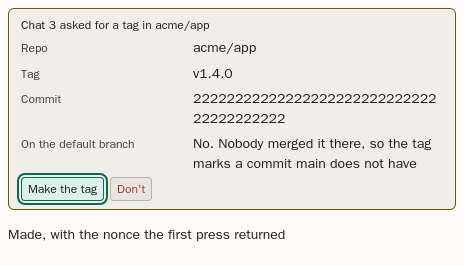 Chat 3 asked for a tag in acme/app
Repo acme/app
Tag v1.4.0
Commit 22222222222222222222222222222
22222222222
On the default branch No. Nobody merged it there, so the tag
marks a commit main does not have
Make the tag Don't
Made, with the nonce the first press returned